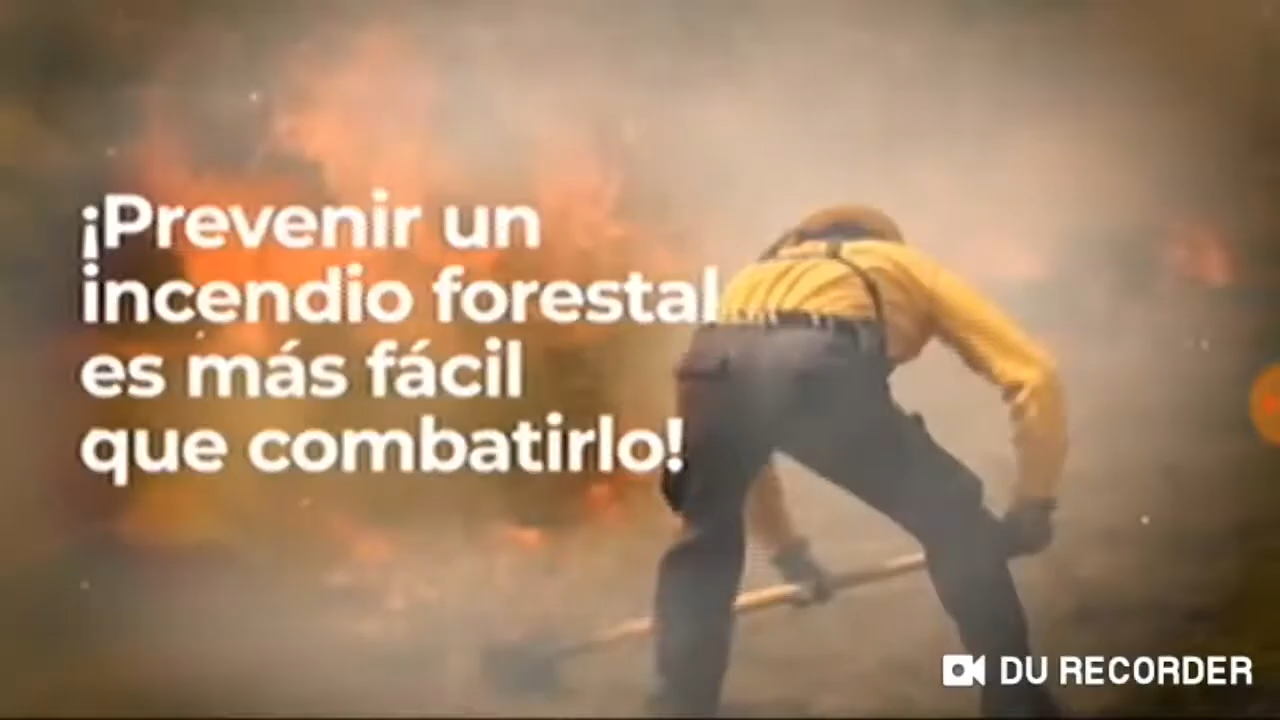 ¡Prevenir un
incendio forestal
es más fácil
que combatirlo!
DU RECORDER